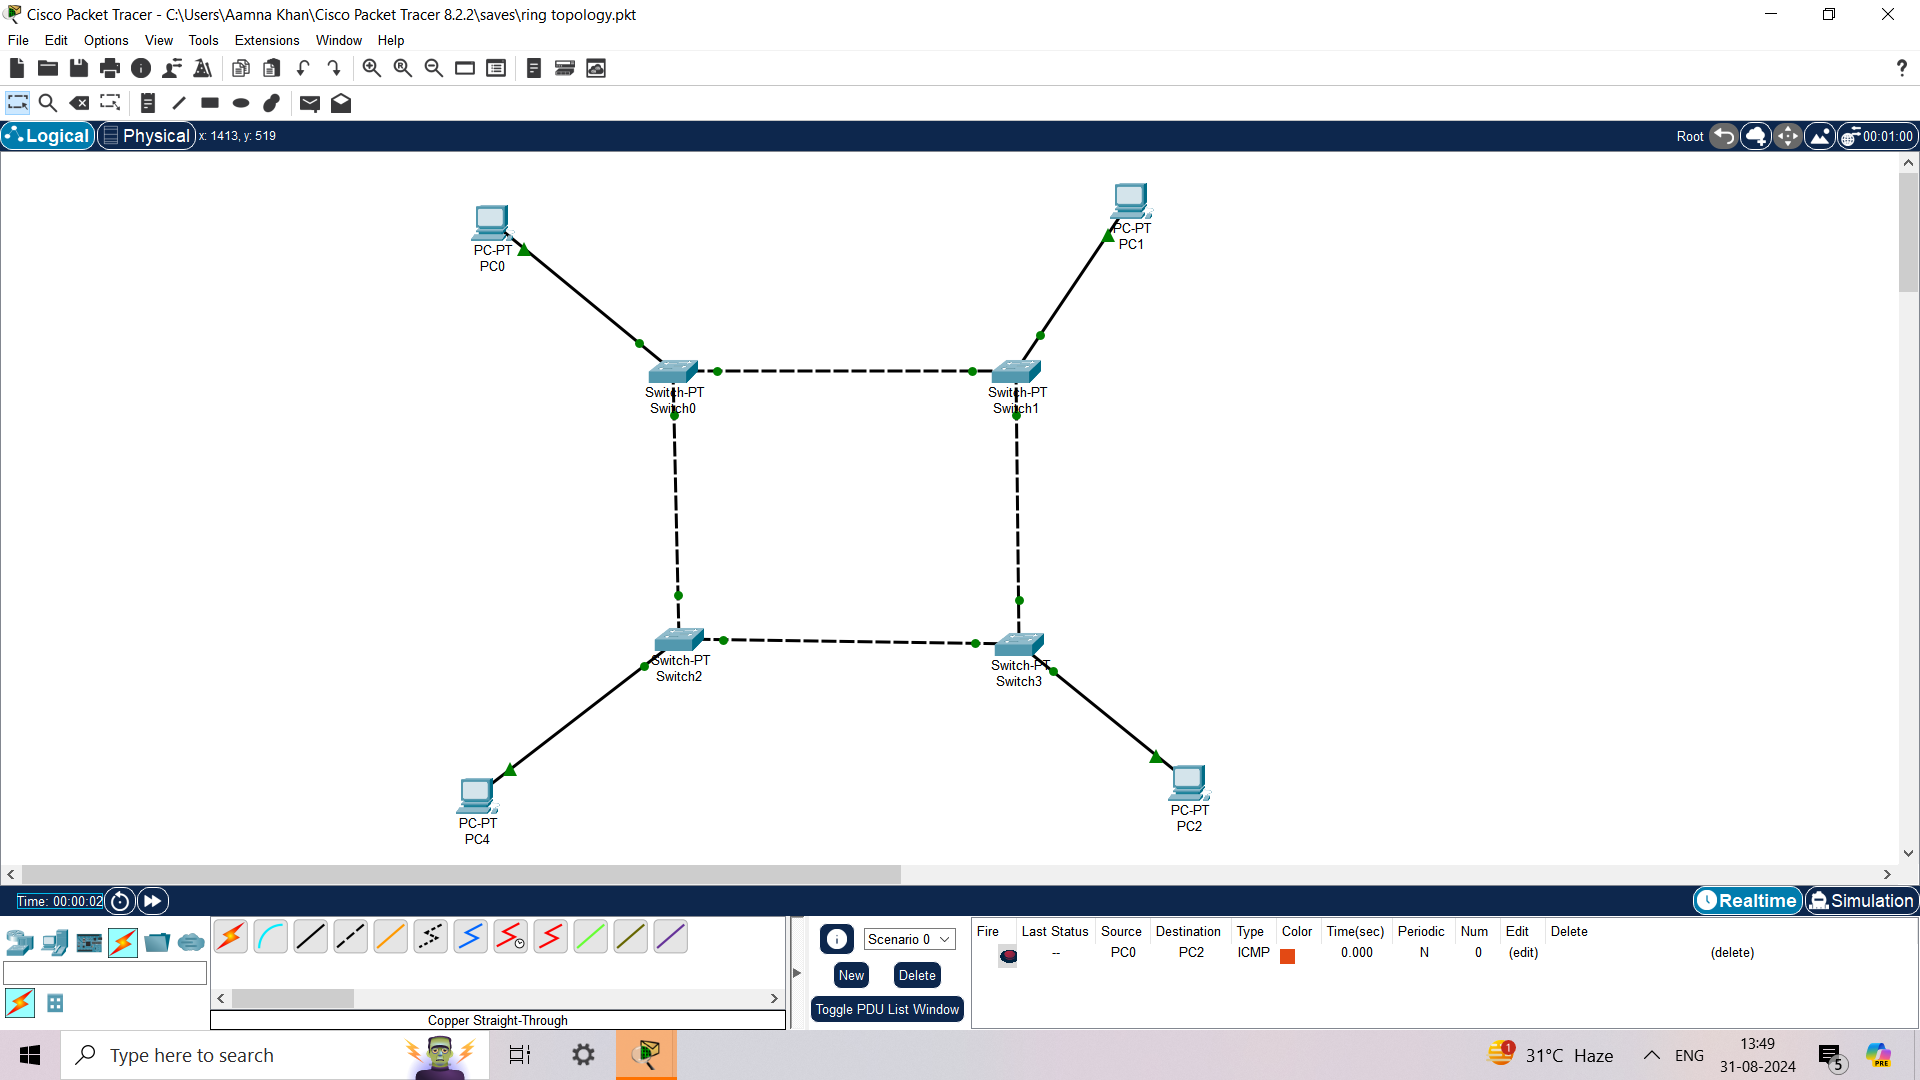 Cisco Packet Tracer - C:\Users\Aamna Khan\Cisco Packet Tracer 8.2.2\saves\ring topology.pkt
File Edit Options View Tools Extensions Window Help
?
Logical Physical x: 1413, y: 519 Root 00:01:00
PC-PT
PC0
PC-PT
PC1
Switch-PT
Switch0
Switch-PT
Switch1
Switch-PT
Switch2
Switch-PT
Switch3
PC-PT
PC4
PC-PT
PC2
Time: 00:00:02 Realtime Simulation
Scenario 0
New Delete
Toggle PDU List Window
Copper Straight-Through
Fire Last Status Source Destination Type Color Time(sec) Periodic Num Edit Delete
-- PC0 PC2 ICMP 0.000 N 0 (edit) (delete)
Type here to search
1
31°C Haze
ENG
13:49
31-08-2024
5
PRE